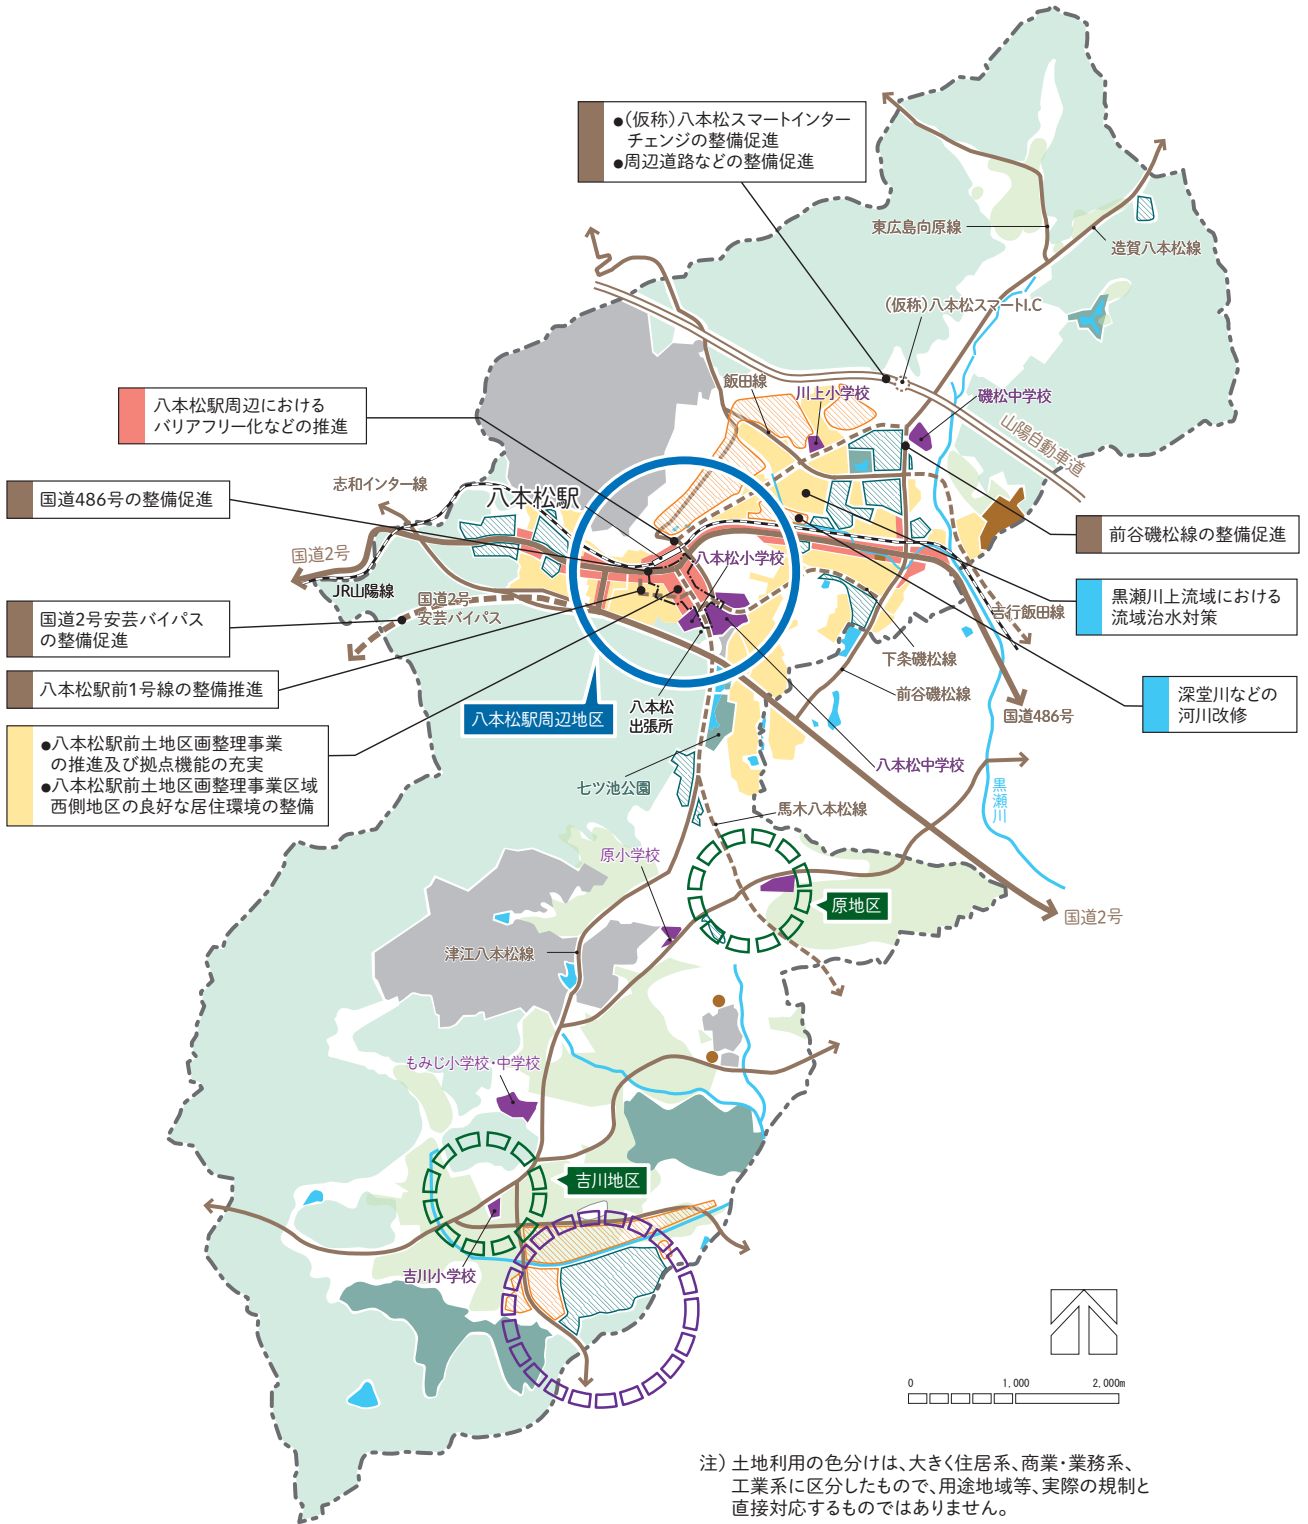 ●(仮称)八本松スマートインター
チェンジの整備促進
●周辺道路などの整備促進
東広島向原線
造賀八本松線
(仮称)八本松スマートI.C
飯田線
川上小学校
磯松中学校
山陽自動車道
八本松駅周辺における
バリアフリー化などの推進
志和インター線
八本松駅
国道486号の整備促進
国道2号
JR山陽線
八本松小学校
前谷磯松線の整備促進
国道2号安芸バイパス
の整備促進
国道2号
安芸バイパス
黒瀬川上流域における
流域治水対策
吉行飯田線
下条磯松線
前谷磯松線
八本松駅前1号線の整備推進
八本松駅周辺地区
八本松
出張所
国道486号
深堂川などの
河川改修
●八本松駅前土地区画整理事業
の推進及び拠点機能の充実
●八本松駅前土地区画整理事業区域
西側地区の良好な居住環境の整備
七ツ池公園
八本松中学校
黒瀬川
馬木八本松線
原小学校
原地区
国道2号
津江八本松線
もみじ小学校・中学校
吉川地区
吉川小学校
0 1,000 2,000m
注)土地利用の色分けは、大きく住居系、商業・業務系、
工業系に区分したもので、用途地域等、実際の規制と
直接対応するものではありません。